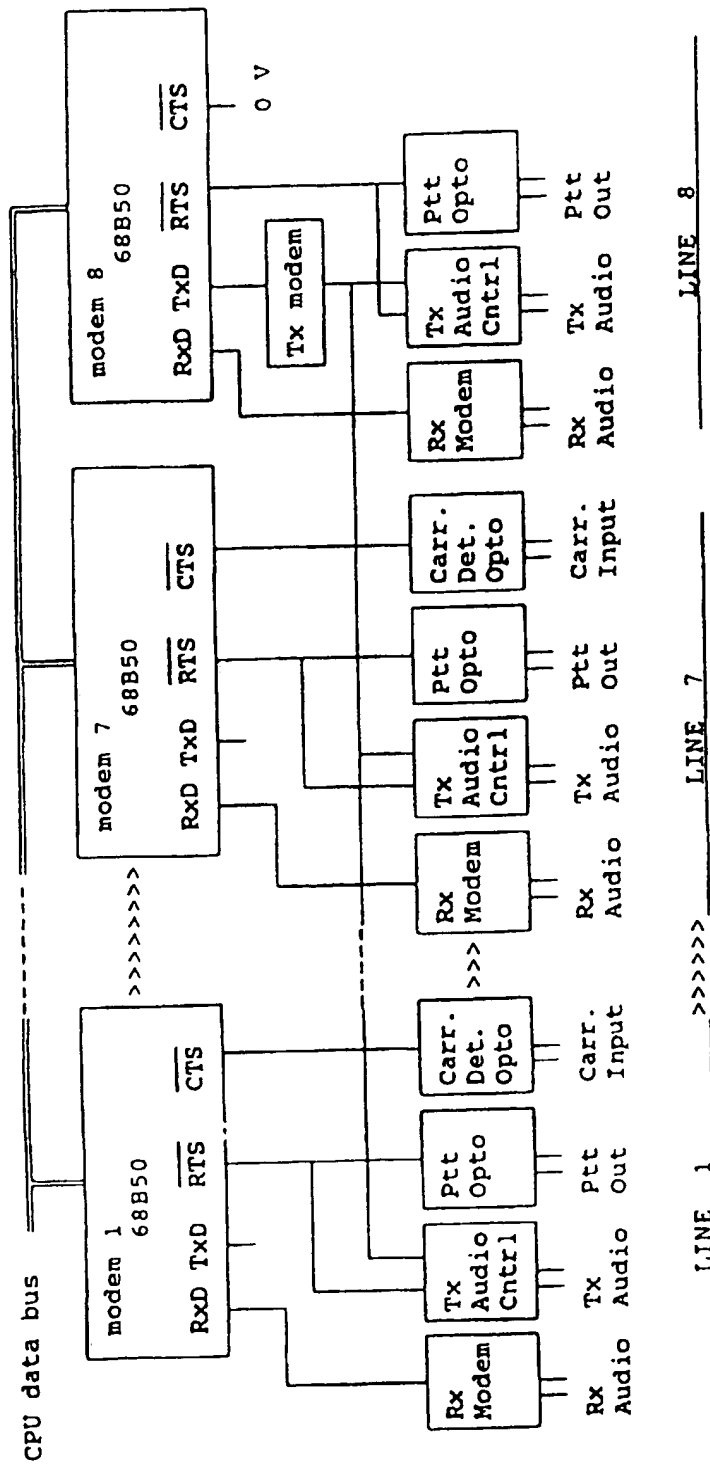 CPU data bus
modem 1
68B50
RxD TxD RTS CTS
>>>>>>>>>
modem 7
68B50
RxD TxD RTS CTS
modem 8
68B50
RxD TxD RTS CTS
0 V
Tx modem
Rx
Modem
Tx
Audio
Cntrl
Ptt
Opto
Carr.
Det.
Opto
>>>
Rx
Modem
Tx
Audio
Cntrl
Ptt
Opto
Carr.
Det.
Opto
Rx
Modem
Tx
Audio
Cntrl
Ptt
Opto
Rx
Audio
Tx
Audio
Ptt
Out
Carr.
Input
Rx
Audio
Tx
Audio
Ptt
Out
Carr.
Input
Rx
Audio
Tx
Audio
Ptt
Out
LINE 1
>>>>>>
LINE 7
LINE 8